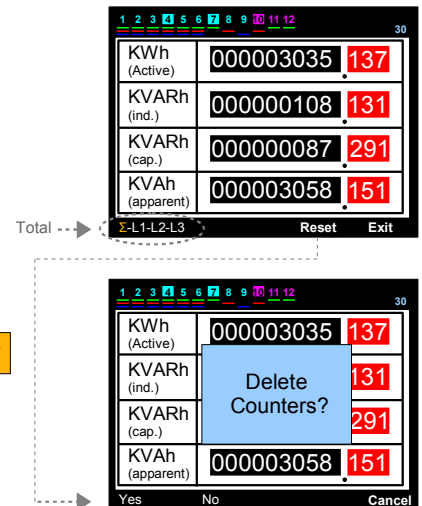 1 2 3 4 5 6 7 8 9 10 11 12
30
KWh 000003035.137
(Active)
KVARh 000000108.131
(ind.)
KVARh 000000087.291
(cap.)
KVAh 000003058.151
(apparent)
Total Σ-L1-L2-L3 Reset Exit
1 2 3 4 5 6 7 8 9 10 11 12
30
KWh 000003035 137
(Active)
KVARh 131
(ind.)
Delete
Counters?
KVARh 291
(cap.)
KVAh 000003058.151
(apparent)
Yes No Cancel